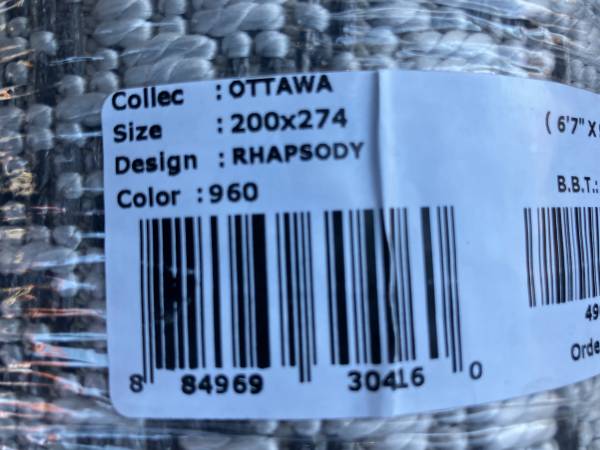 Collec : OTTAWA
Size : 200x274 ( 6'7" X
Design : RHAPSODY
Color : 960 B.B.T.:
8 84969 30416 0
49
Orde